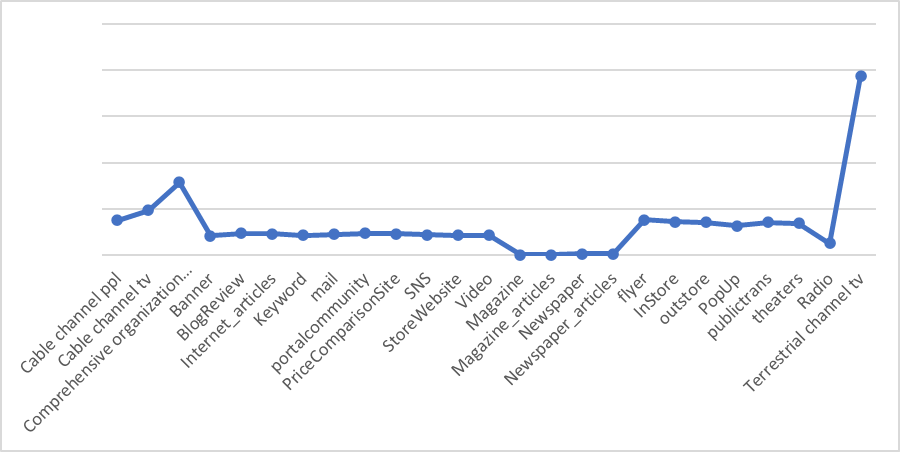 Cable channel ppl
Cable channel tv
Comprehensive organization...
Banner
BlogReview
Internet_articles
Keyword
mail
portalcommunity
PriceComparisonSite
SNS
StoreWebsite
Video
Magazine
Magazine_articles
Newspaper
Newspaper_articles
flyer
InStore
outstore
PopUp
publictrans
theaters
Radio
Terrestrial channel tv